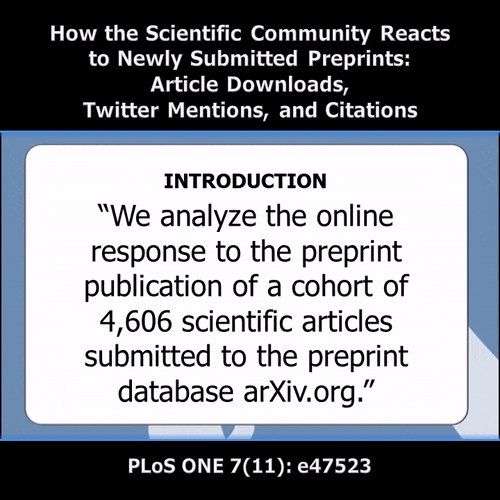 How the Scientific Community Reacts
to Newly Submitted Preprints:
Article Downloads,
Twitter Mentions, and Citations
INTRODUCTION
“We analyze the online
response to the preprint
publication of a cohort of
4,606 scientific articles
submitted to the preprint
database arXiv.org.”
PLoS ONE 7(11): e47523